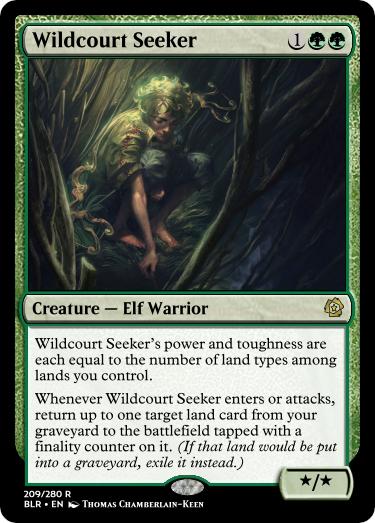 Wildcourt Seeker 1
Creature — Elf Warrior
Wildcourt Seeker's power and toughness are
each equal to the number of land types among
lands you control.
Whenever Wildcourt Seeker enters or attacks,
return up to one target land card from your
graveyard to the battlefield tapped with a
finality counter on it. (If that land would be put
into a graveyard, exile it instead.)
★/★
209/280 R
BLR • EN Thomas Chamberlain-Keen